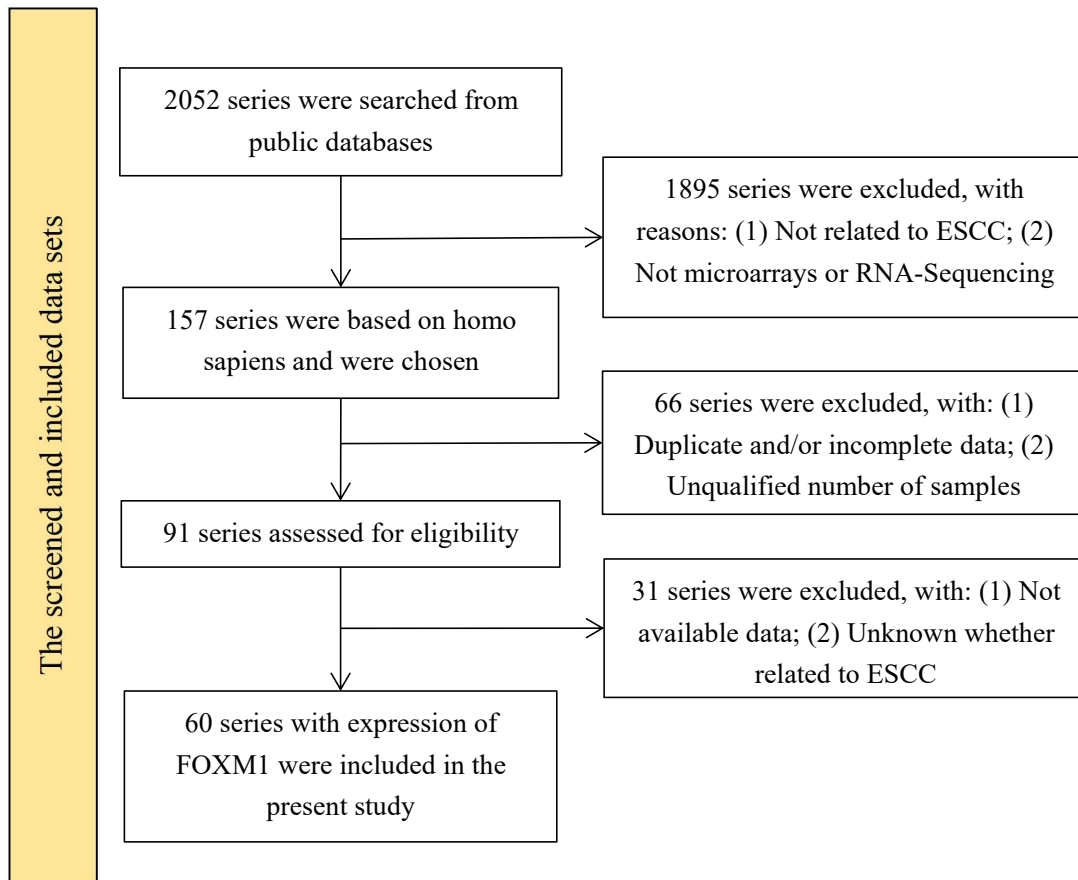 The screened and included data sets
2052 series were searched from
public databases
1895 series were excluded, with
reasons: (1) Not related to ESCC; (2)
Not microarrays or RNA-Sequencing
157 series were based on homo
sapiens and were chosen
66 series were excluded, with: (1)
Duplicate and/or incomplete data; (2)
Unqualified number of samples
91 series assessed for eligibility
31 series were excluded, with: (1) Not
available data; (2) Unknown whether
related to ESCC
60 series with expression of
FOXM1 were included in the
present study